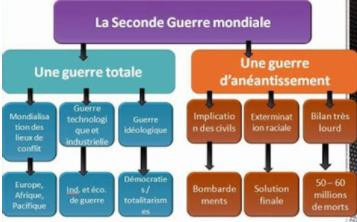 La Seconde Guerre mondiale
Une guerre totale
Une guerre
d'anéantissement
Mondialisa
tion des
lieux de
conflit
Guerre
technologi
que et
industrielle
Guerre
idéologique
Implicatio
n des civils
Exterminat
ion raciale
Bilan très
lourd
Europe,
Afrique,
Pacifique
Ind. et éco.
de guerre
Démocratie
s/
totalitarism
es
Bombarde
ments
Solution
finale
50 – 60
millions
de morts